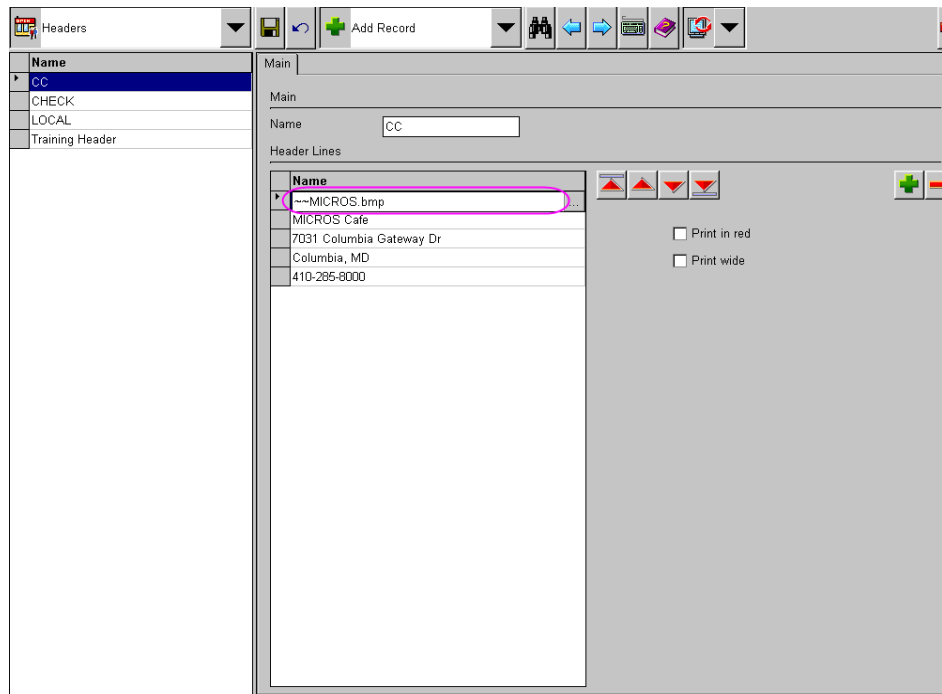 Headers
Add Record
Name
CC
CHECK
LOCAL
Training Header
Main
Main
Name CC
Header Lines
Name
~~MICROS.bmp ...
MICROS Cafe
7031 Columbia Gateway Dr
Columbia, MD
410-285-8000
Print in red
Print wide